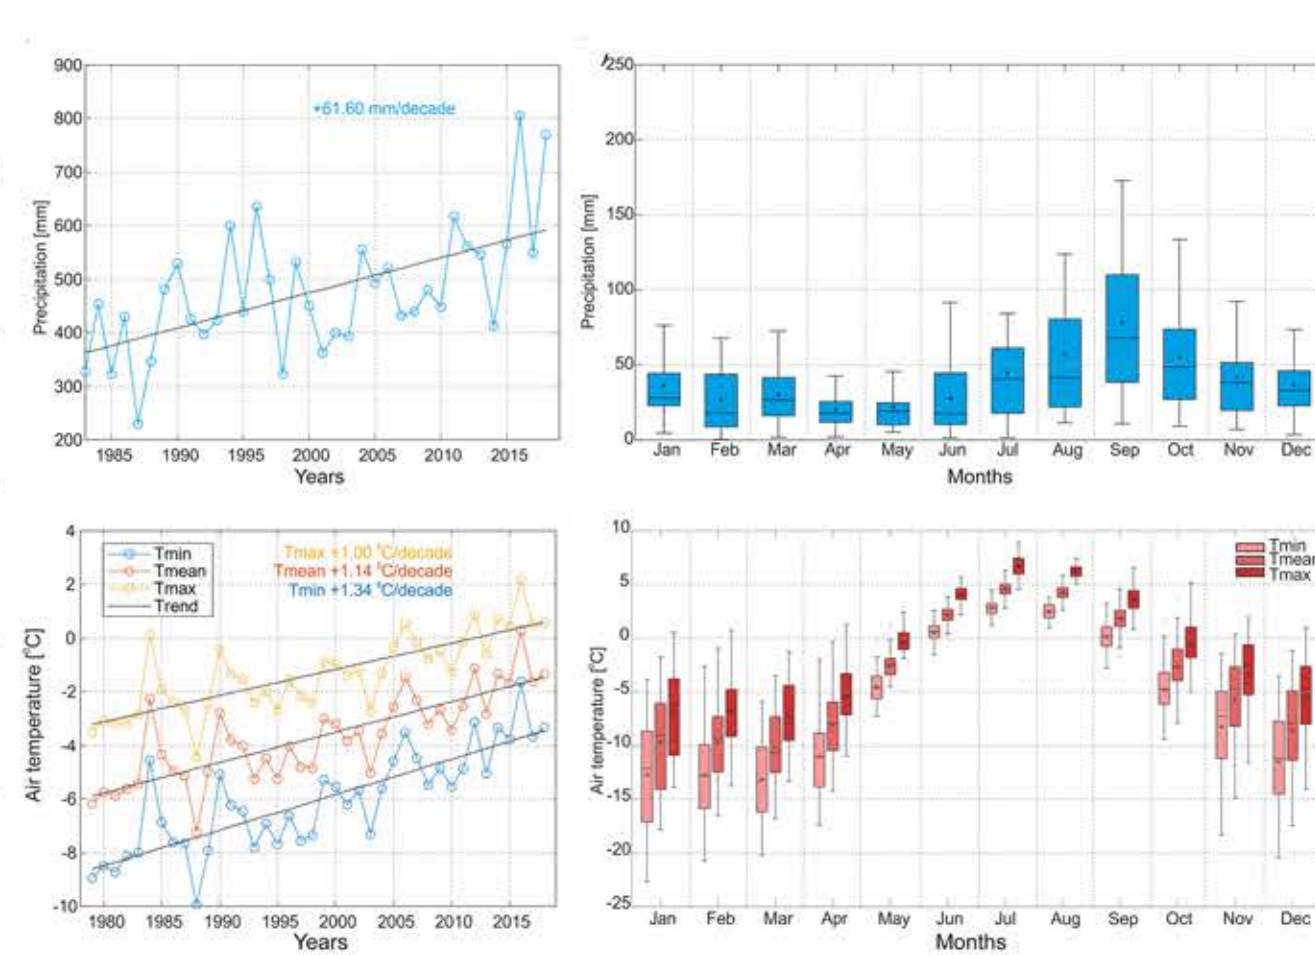 900
800
700
600
500
400
300
200
Precipitation [mm]
+61.60 mm/decade
1985 1990 1995 2000 2005 2010 2015
Years
250
200
150
100
50
0
Precipitation [mm]
Jan Feb Mar Apr May Jun Jul Aug Sep Oct Nov Dec
Months
4
2
0
-2
-4
-6
-8
-10
Air temperature [°C]
Tmin
Tmean
Tmax
Trend
Tmax +1.00 °C/decade
Tmean +1.14 °C/decade
Tmin +1.34 °C/decade
1980 1985 1990 1995 2000 2005 2010 2015
Years
10
5
0
-5
-10
-15
-20
-25
Air temperature [°C]
Tmin
Tmean
Tmax
Jan Feb Mar Apr May Jun Jul Aug Sep Oct Nov Dec
Months